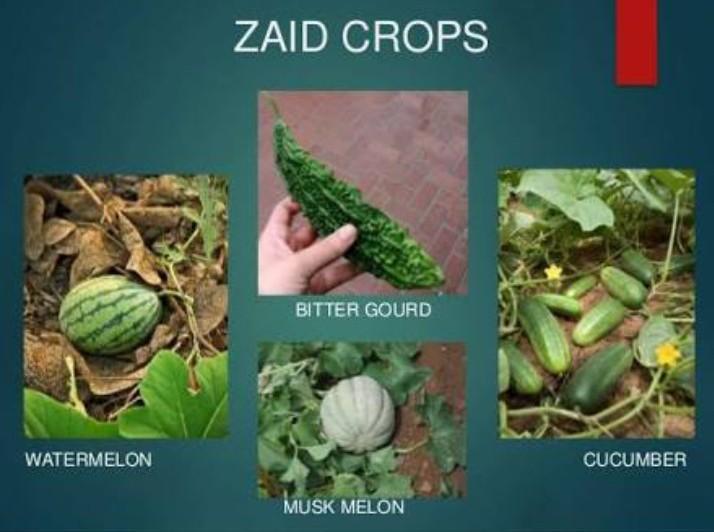 ZAID CROPS
BITTER GOURD
WATERMELON
CUCUMBER
MUSK MELON